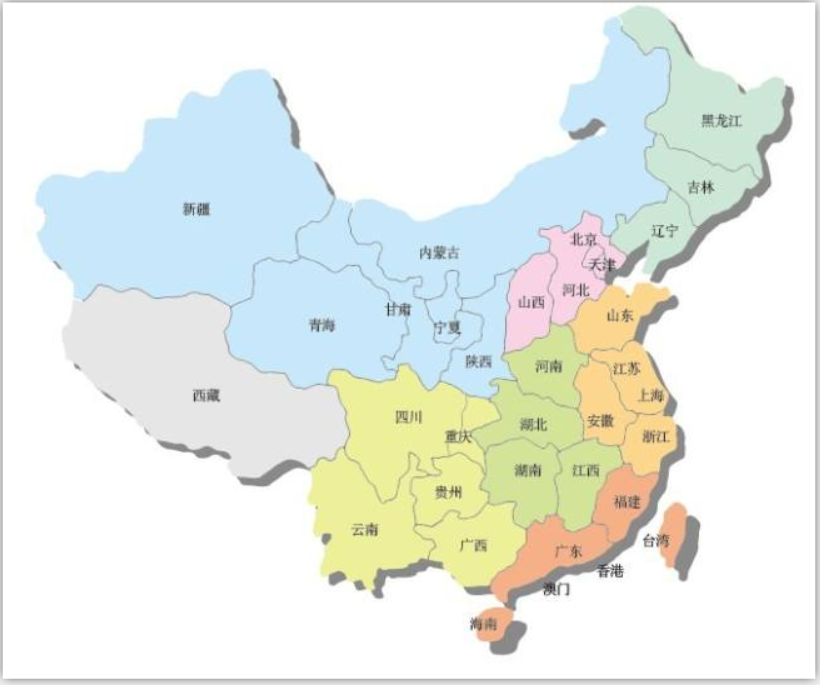 黑龙江
吉林
辽宁
新疆
内蒙古
北京
天津
河北
山西
甘肃
宁夏
青海
陕西
山东
西藏
河南
江苏
上海
四川
重庆
湖北
安徽
浙江
湖南
江西
贵州
福建
云南
广西
广东
台湾
香港
澳门
海南